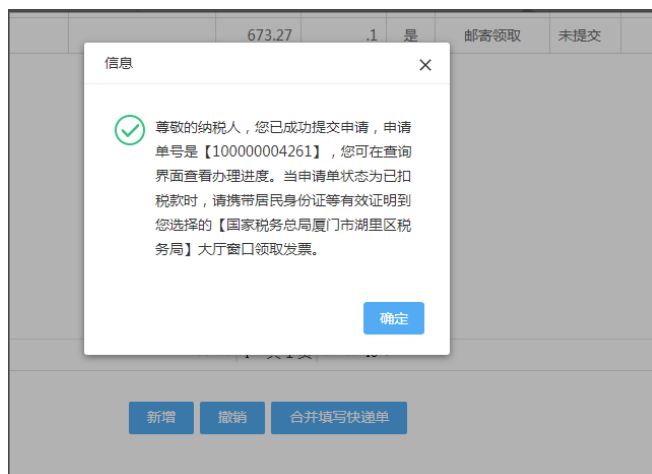 673.27 .1 是 邮寄领取 未提交
信息
尊敬的纳税人，您已成功提交申请，申请
单号是【100000004261】，您可在查询
界面查看办理进度。当申请单状态为已扣
税款时，请携带居民身份证等有效证明到
您选择的【国家税务总局厦门市湖里区税
务局】大厅窗口领取发票。
确定
新增 撤销 合并填写快递单